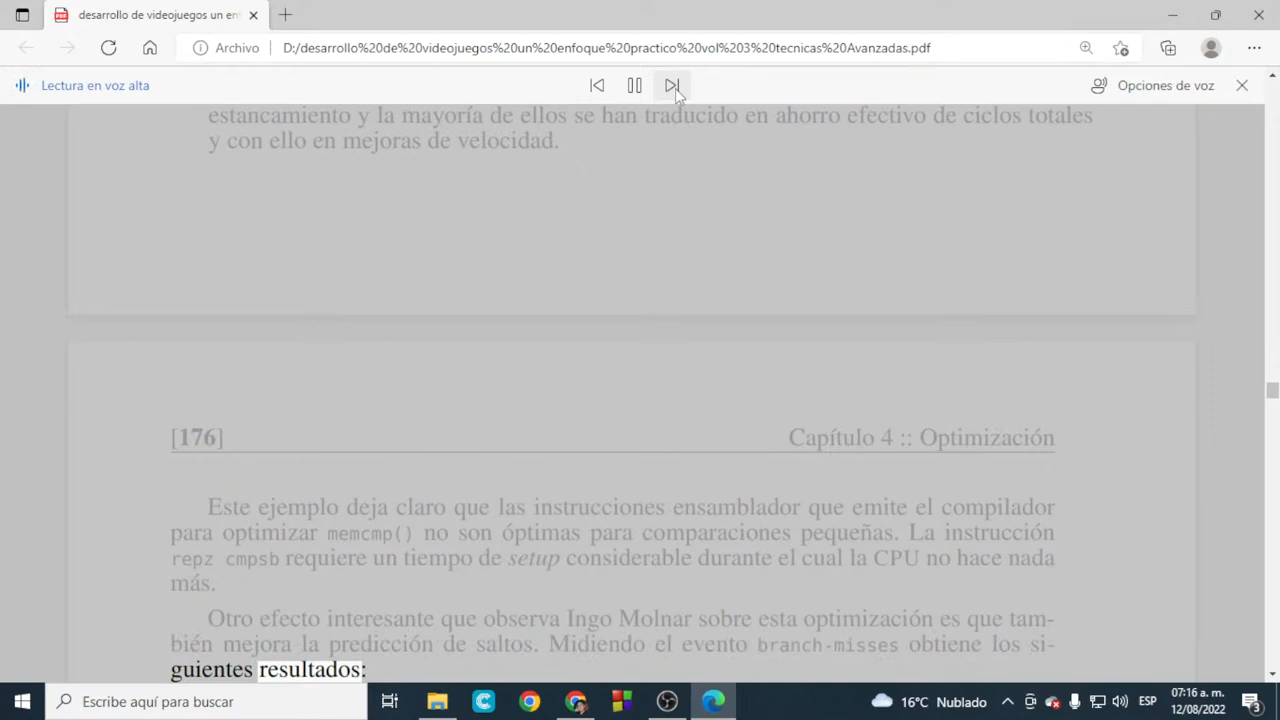 desarrollo de videojuegos un en
Archivo
D:/desarrollo%20de%20videojuegos%20un%20enfoque%20practico%20vol%203%20tecnicas%20Avanzadas.pdf
Lectura en voz alta
Opciones de voz
estancamiento y la mayoría de ellos se han traducido en ahorro efectivo de ciclos totales
y con ello en mejoras de velocidad.
[176]
Capítulo 4 :: Optimización
Este ejemplo deja claro que las instrucciones ensamblador que emite el compilador
para optimizar memcmp() no son óptimas para comparaciones pequeñas. La instrucción
repz cmpsb requiere un tiempo de setup considerable durante el cual la CPU no hace nada
más.
Otro efecto interesante que observa Ingo Molnar sobre esta optimización es que tam-
bién mejora la predicción de saltos. Midiendo el evento branch-misses obtiene los si-
guientes resultados:
Escribe aquí para buscar
16°C Nublado
ESP
07:16 a. m.
12/08/2022
3